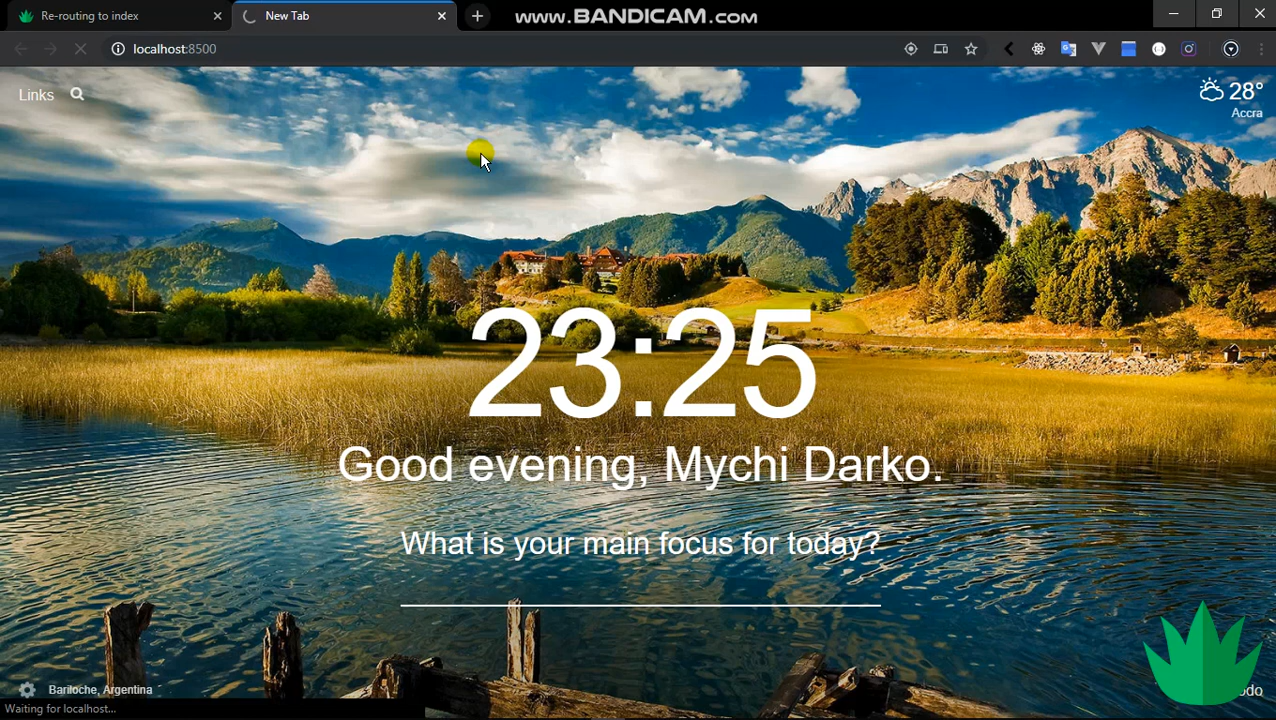 Re-routing to index
New Tab
www.BANDICAM.com
localhost:8500
Links
28°
Accra
23:25
Good evening, Mychi Darko.
What is your main focus for today?
Bariloche, Argentina
Waiting for localhost...